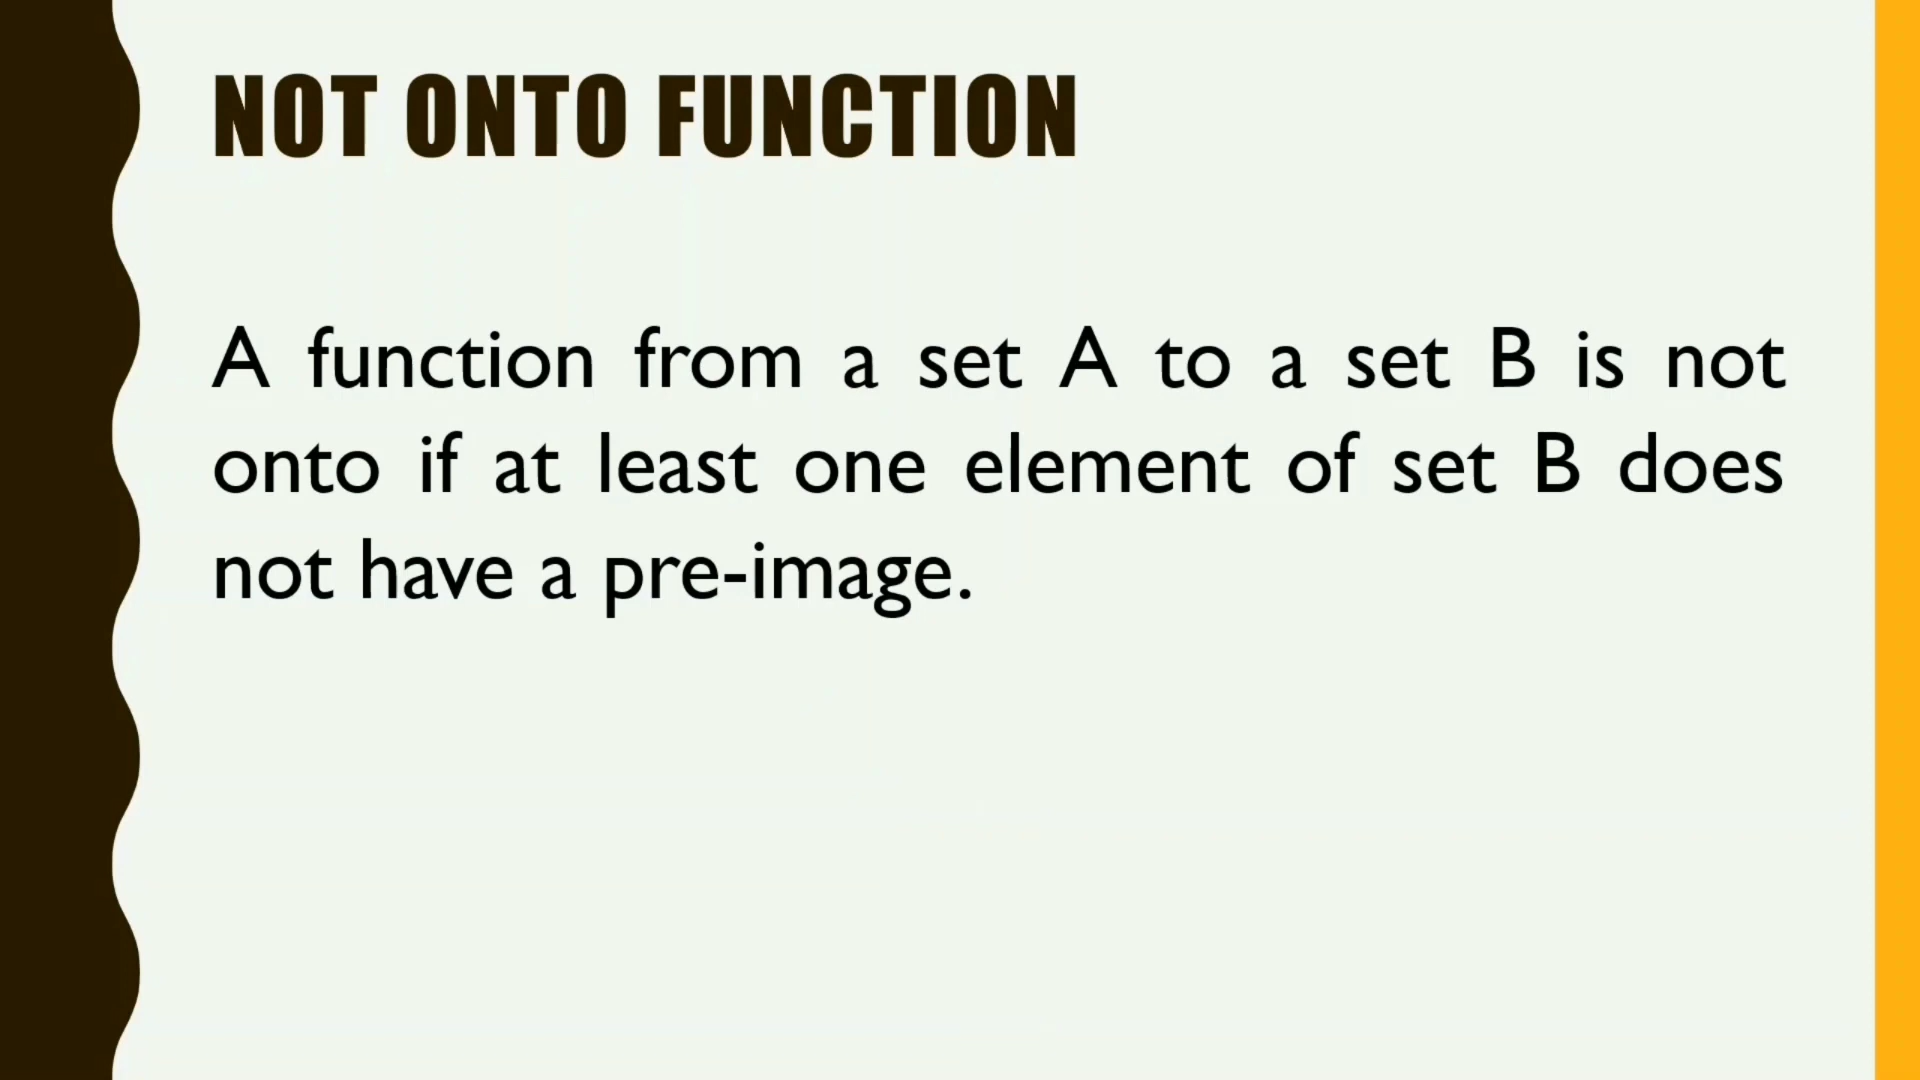 NOT ONTO FUNCTION
A function from a set A to a set B is not
onto if at least one element of set B does
not have a pre-image.